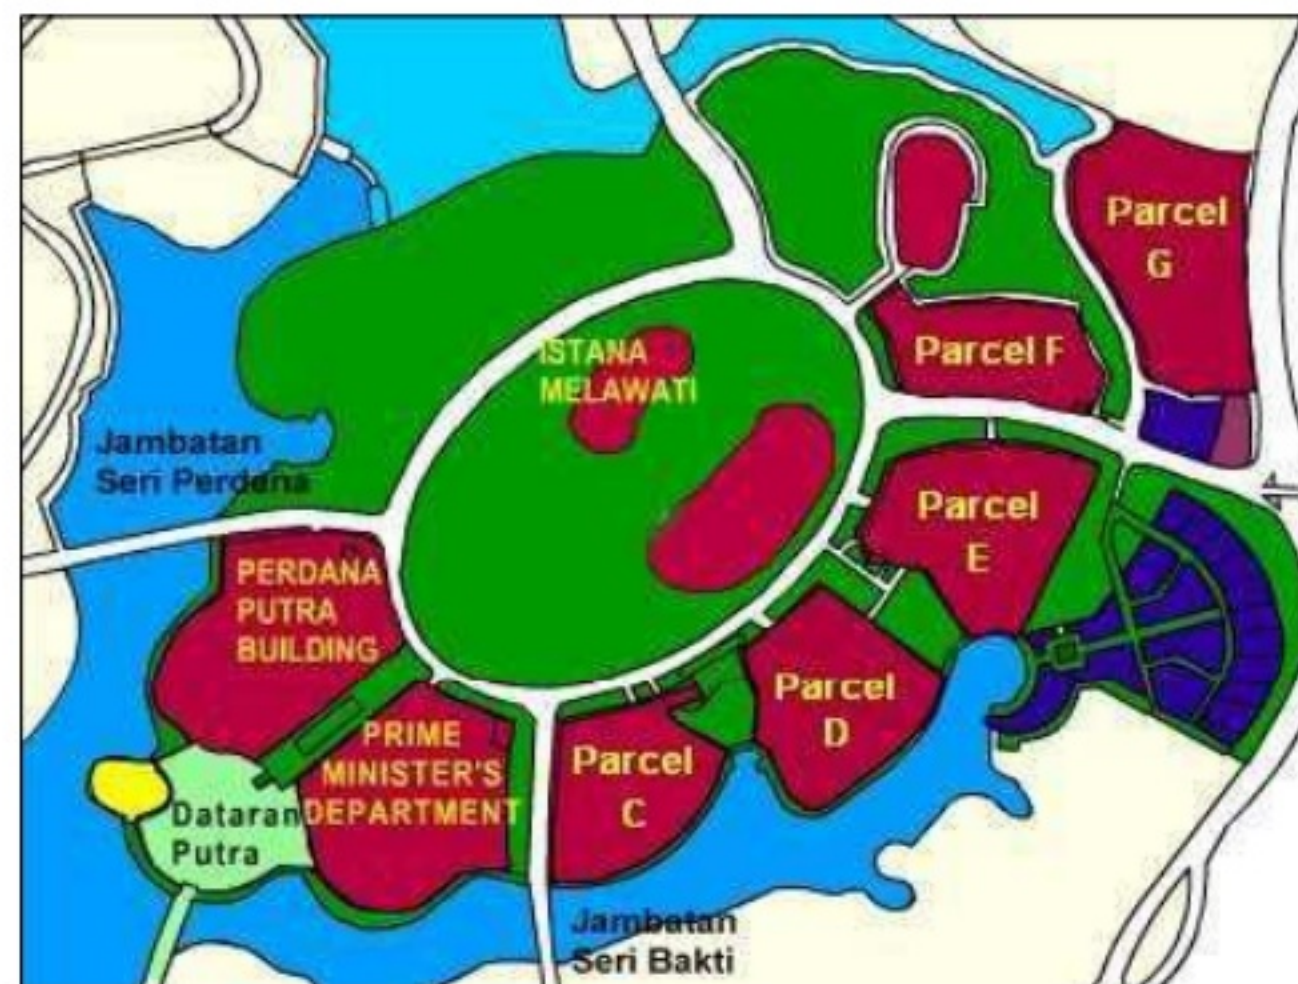 Parcel
G
ISTANA
MELAWATI
Parcel F
Jambatan
Seri Perdana
Parcel
E
PERDANA
PUTRA
BUILDING
Parcel
D
PRIME
MINISTER'S
DEPARTMENT
Parcel
C
Dataran
Putra
Jambatan
Seri Bakti